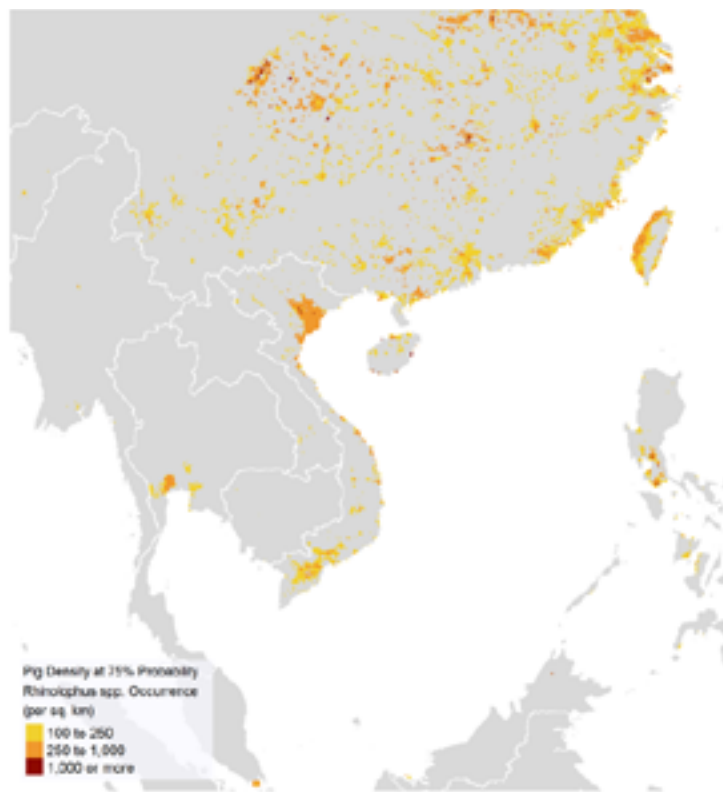 Pig Density at 75% Probability
Rhinolophus spp. Occurrence
(per sq. km)
100 to 250
250 to 1,000
1,000 or more